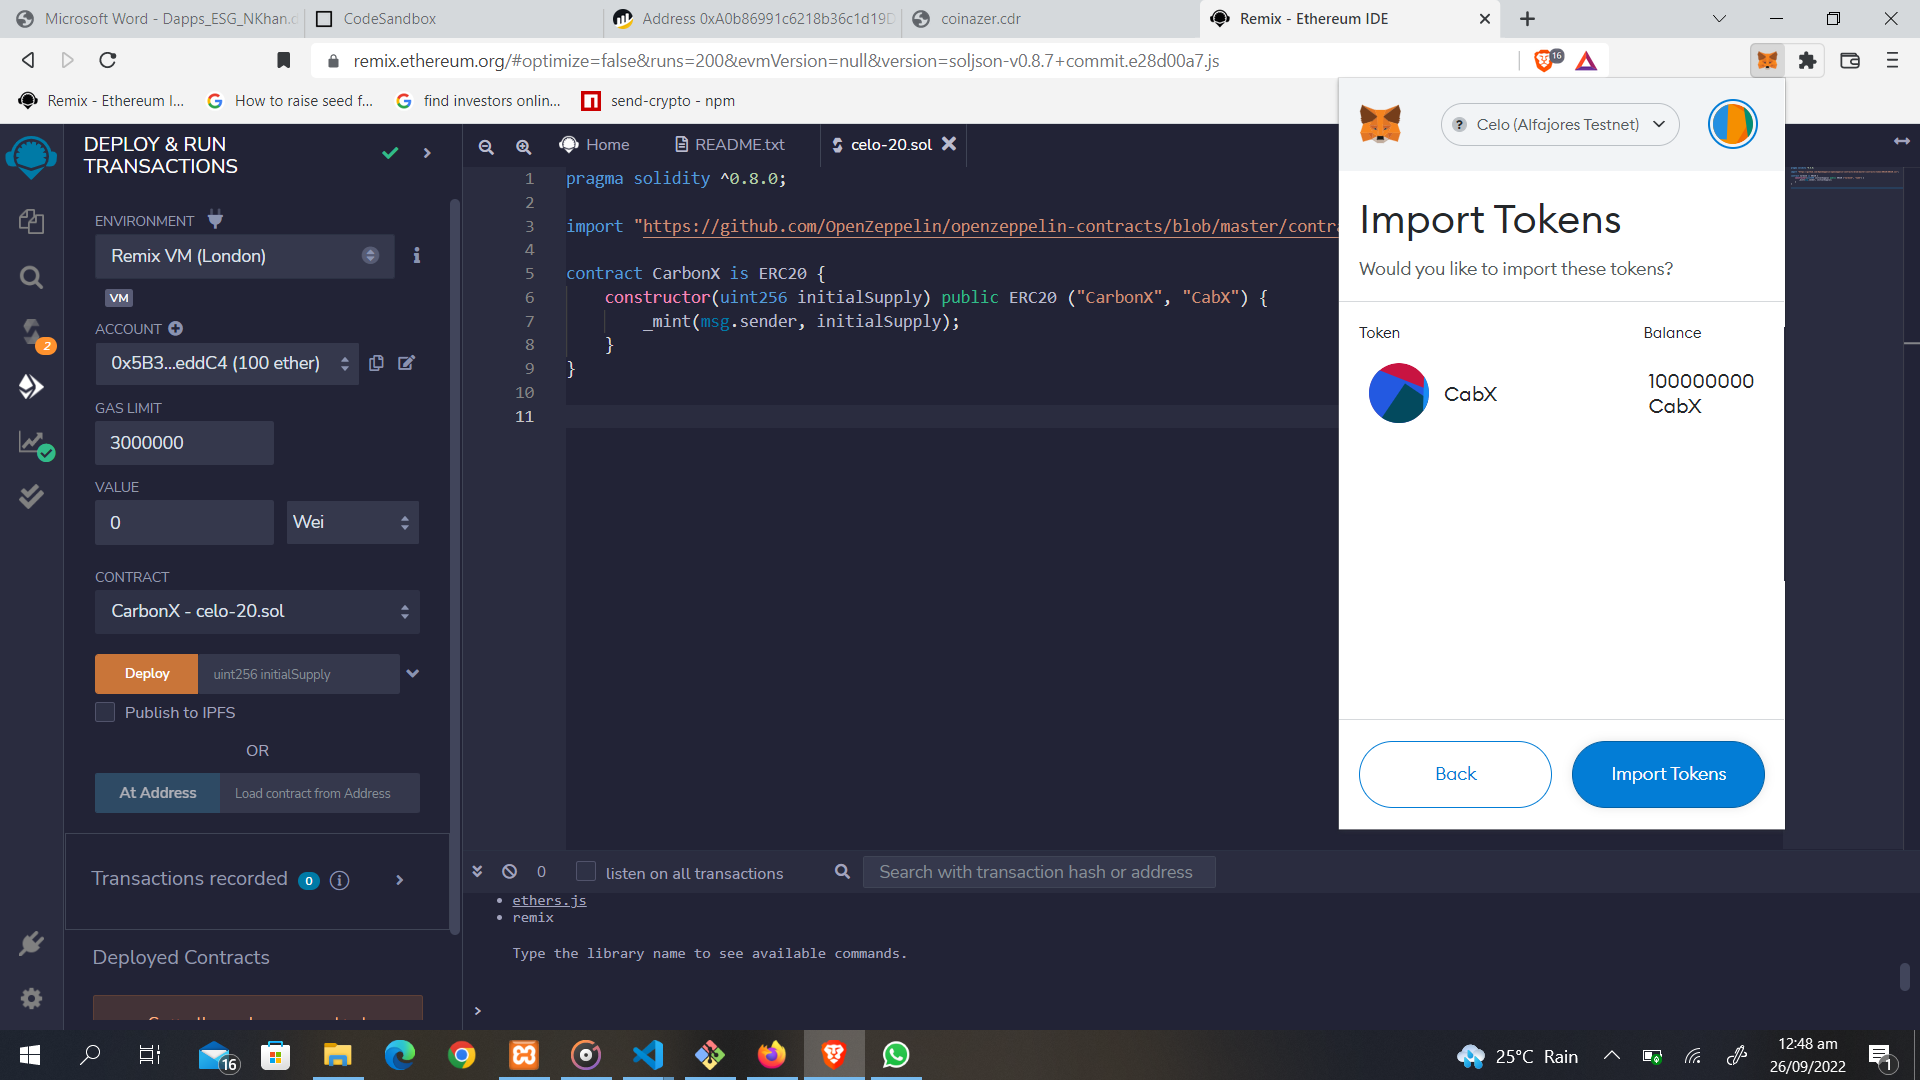 Microsoft Word - Dapps_ESG_NKhan.d
CodeSandbox
Address 0xA0b86991c6218b36c1d19D
coinazer.cdr
Remix - Ethereum IDE
remix.ethereum.org/#optimize=false&runs=200&evmVersion=null&version=soljson-v0.8.7+commit.e28d00a7.js
16
Remix - Ethereum I...
How to raise seed f...
find investors onlin...
send-crypto - npm
DEPLOY & RUN
TRANSACTIONS
ENVIRONMENT
Remix VM (London)
VM
ACCOUNT
2
0x5B3...eddC4 (100 ether)
GAS LIMIT
3000000
VALUE
0
Wei
CONTRACT
CarbonX - celo-20.sol
Deploy
uint256 initialSupply
Publish to IPFS
OR
At Address
Load contract from Address
Transactions recorded 0
Deployed Contracts
Home
README.txt
celo-20.sol
1 pragma solidity ^0.8.0;
2
3 import "https://github.com/OpenZeppelin/openzeppelin-contracts/blob/master/contra
4
5 contract CarbonX is ERC20 {
6 constructor(uint256 initialSupply) public ERC20 ("CarbonX", "CabX") {
7 _mint(msg.sender, initialSupply);
8 }
9 }
10
11
0
listen on all transactions
Search with transaction hash or address
• ethers.js
• remix
Type the library name to see available commands.
>
Celo (Alfajores Testnet)
Import Tokens
Would you like to import these tokens?
Token
Balance
CabX
100000000
CabX
Back
Import Tokens
16
25°C Rain
12:48 am
26/09/2022
1